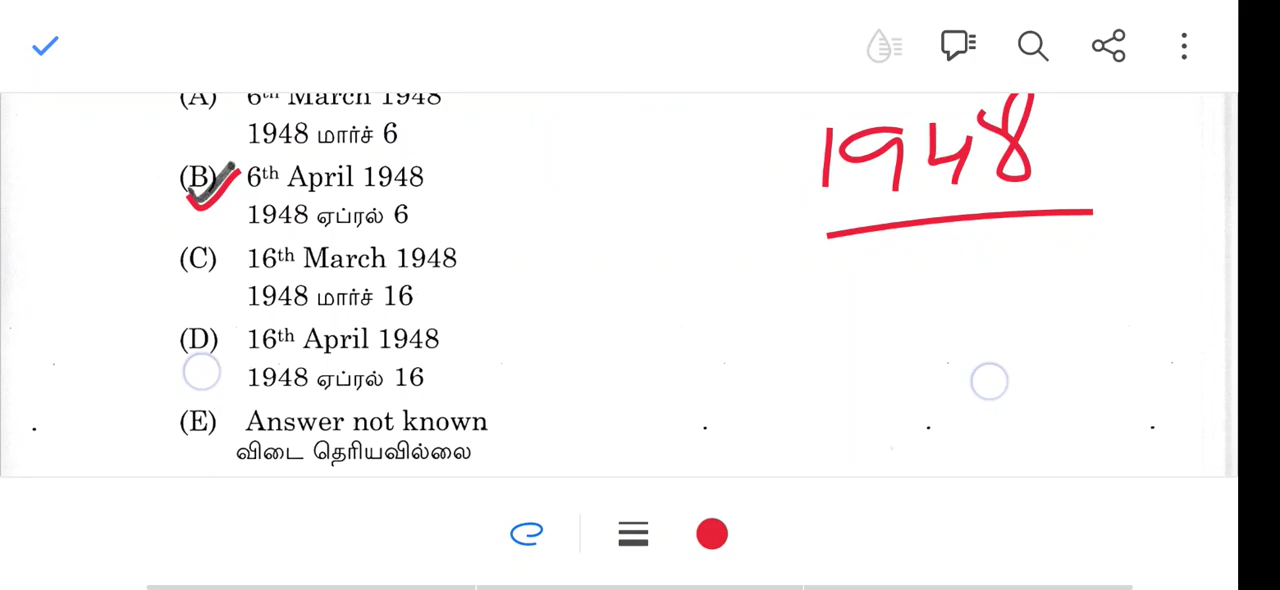 (A) 6th March 1948
1948 மார்ச் 6
(B) 6th April 1948
1948 ஏப்ரல் 6
(C) 16th March 1948
1948 மார்ச் 16
(D) 16th April 1948
1948 ஏப்ரல் 16
(E) Answer not known
விடை தெரியவில்லை
1948